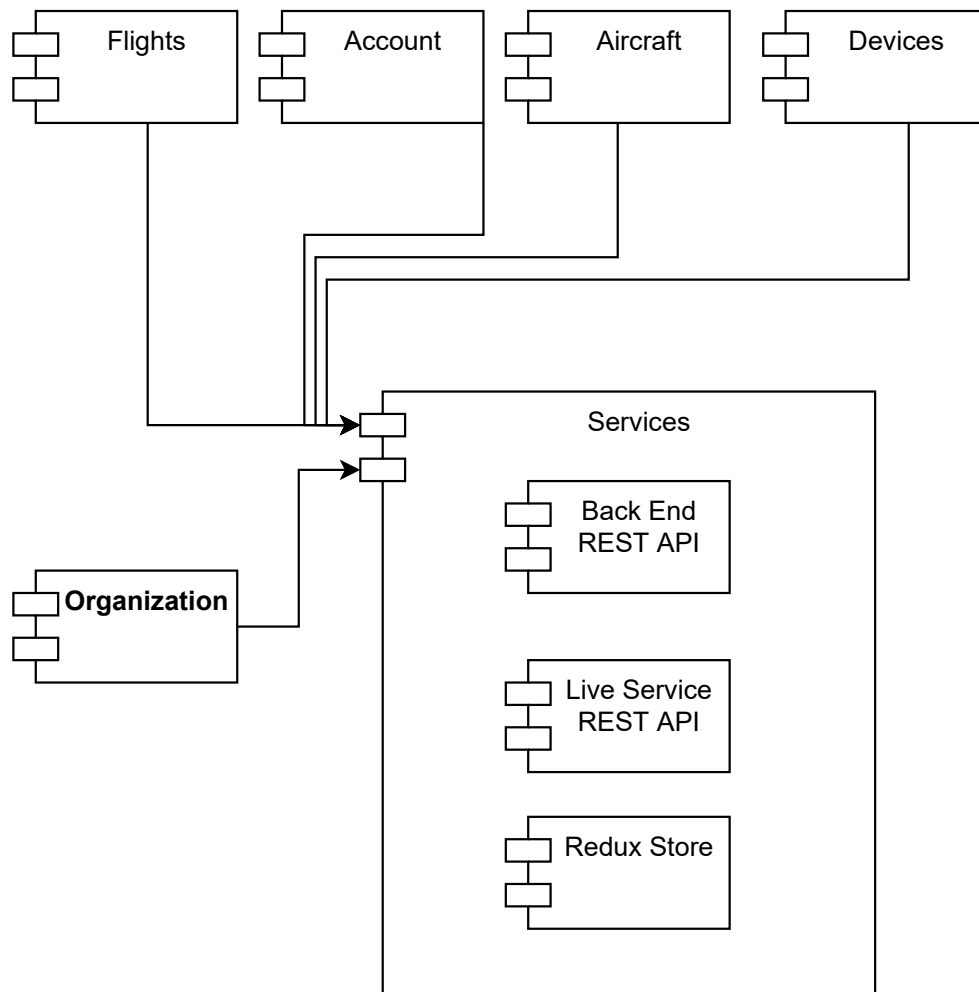 Flights
Account
Aircraft
Devices
Services
Back End
REST API
Organization
Live Service
REST API
Redux Store